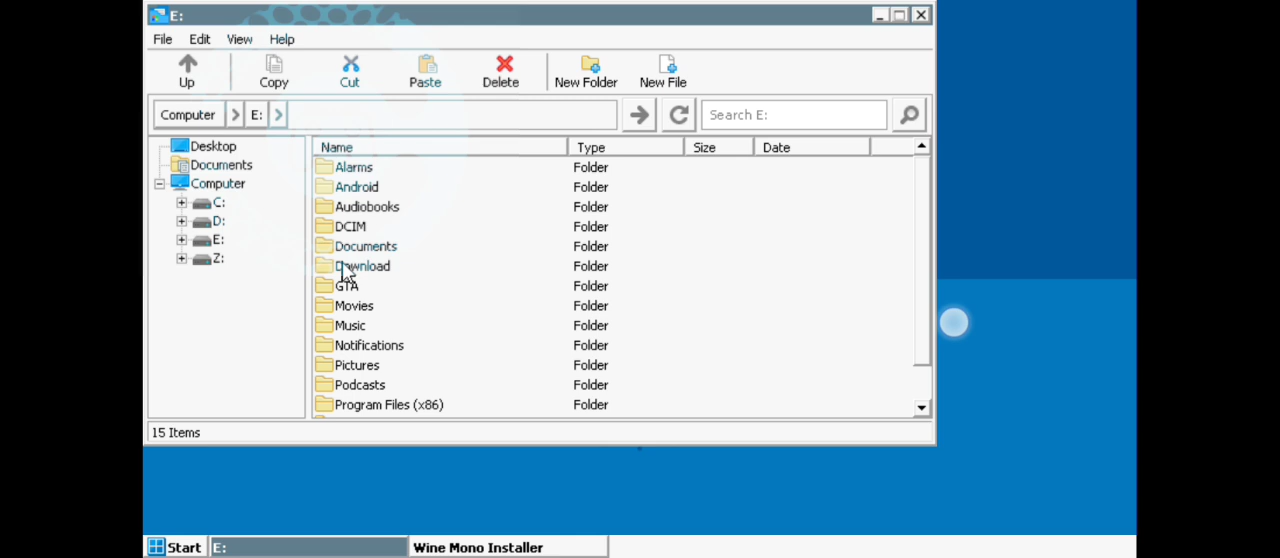 E:
File Edit View Help
Up Copy Cut Paste Delete New Folder New File
Computer E: Search E:
Desktop
Documents
Computer
C:
D:
E:
Z:
Name Type Size Date
Alarms Folder
Android Folder
Audiobooks Folder
DCIM Folder
Documents Folder
Download Folder
GTA Folder
Movies Folder
Music Folder
Notifications Folder
Pictures Folder
Podcasts Folder
Program Files (x86) Folder
15 Items
Start E: Wine Mono Installer